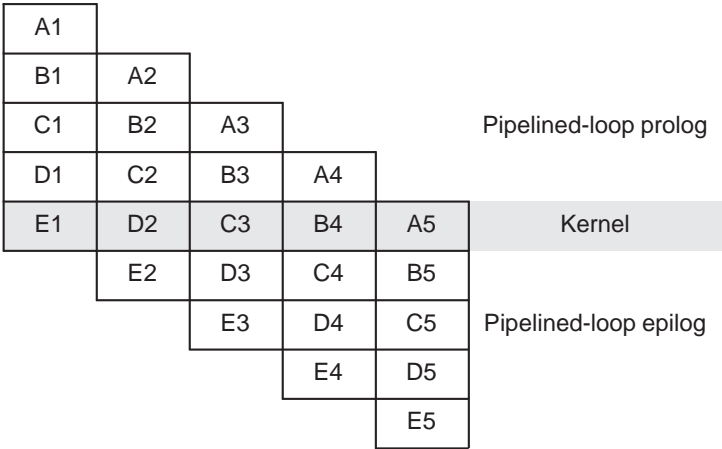 A1
B1 A2
C1 B2 A3 Pipelined-loop prolog
D1 C2 B3 A4
E1 D2 C3 B4 A5 Kernel
E2 D3 C4 B5
E3 D4 C5 Pipelined-loop epilog
E4 D5
E5